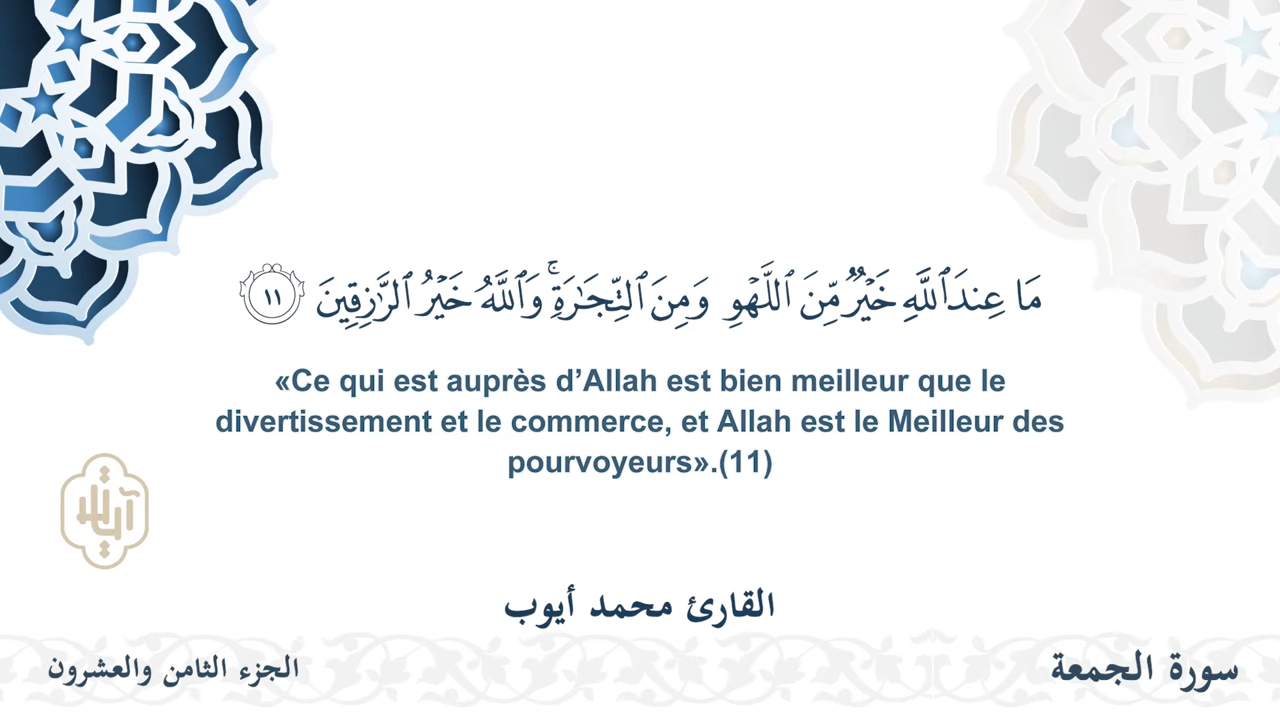 مَا عِندَ ٱللَّهِ خَيْرٌ مِّنَ ٱللَّهْوِ وَمِنَ ٱلتِّجَـٰرَةِ ۚ وَٱللَّهُ خَيْرُ ٱلرَّٰزِقِينَ ١١
«Ce qui est auprès d’Allah est bien meilleur que le
divertissement et le commerce, et Allah est le Meilleur des
pourvoyeurs».(11)
القارئ محمد أيوب
سورة الجمعة
الجزء الثامن والعشرون